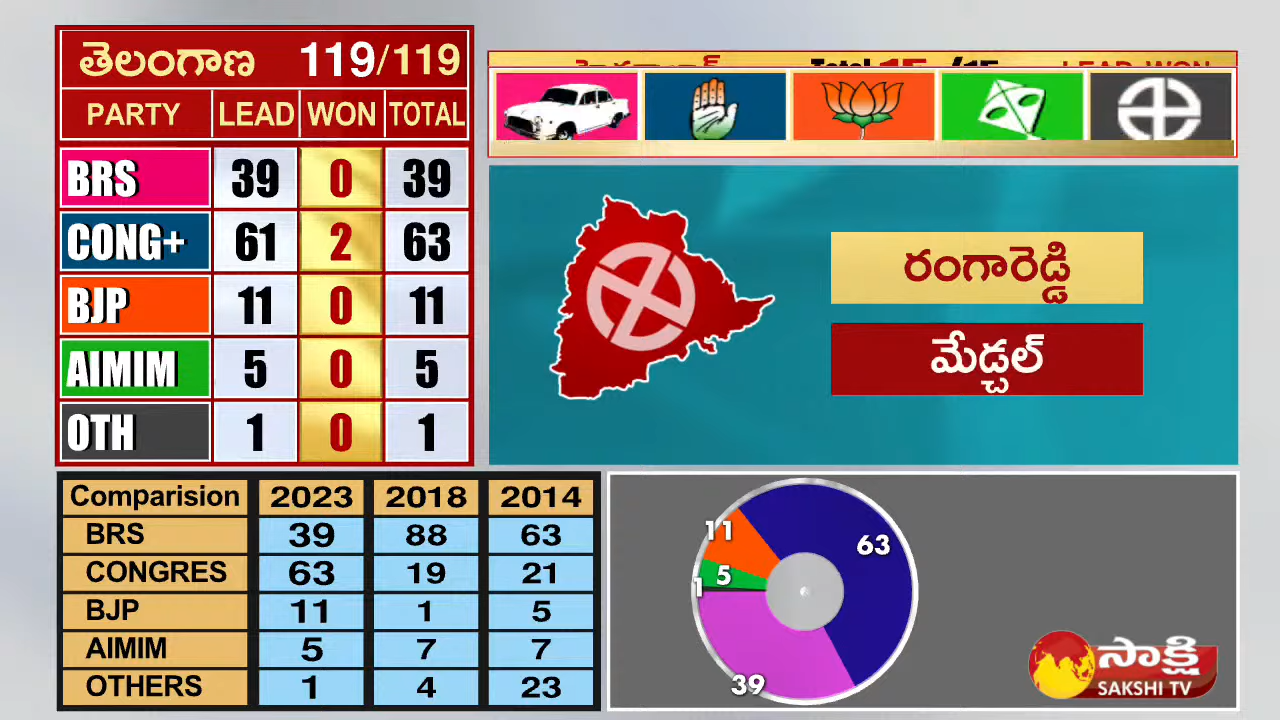 తెలంగాణ 119/119
PARTY LEAD WON TOTAL
BRS 39 0 39
CONG+ 61 2 63
BJP 11 0 11
AIMIM 5 0 5
OTH 1 0 1
రంగారెడ్డి
మేడ్చల్
Comparision 2023 2018 2014
BRS 39 88 63
CONGRES 63 19 21
BJP 11 1 5
AIMIM 5 7 7
OTHERS 1 4 23
11
63
5
1
39
సాక్షి
SAKSHI TV